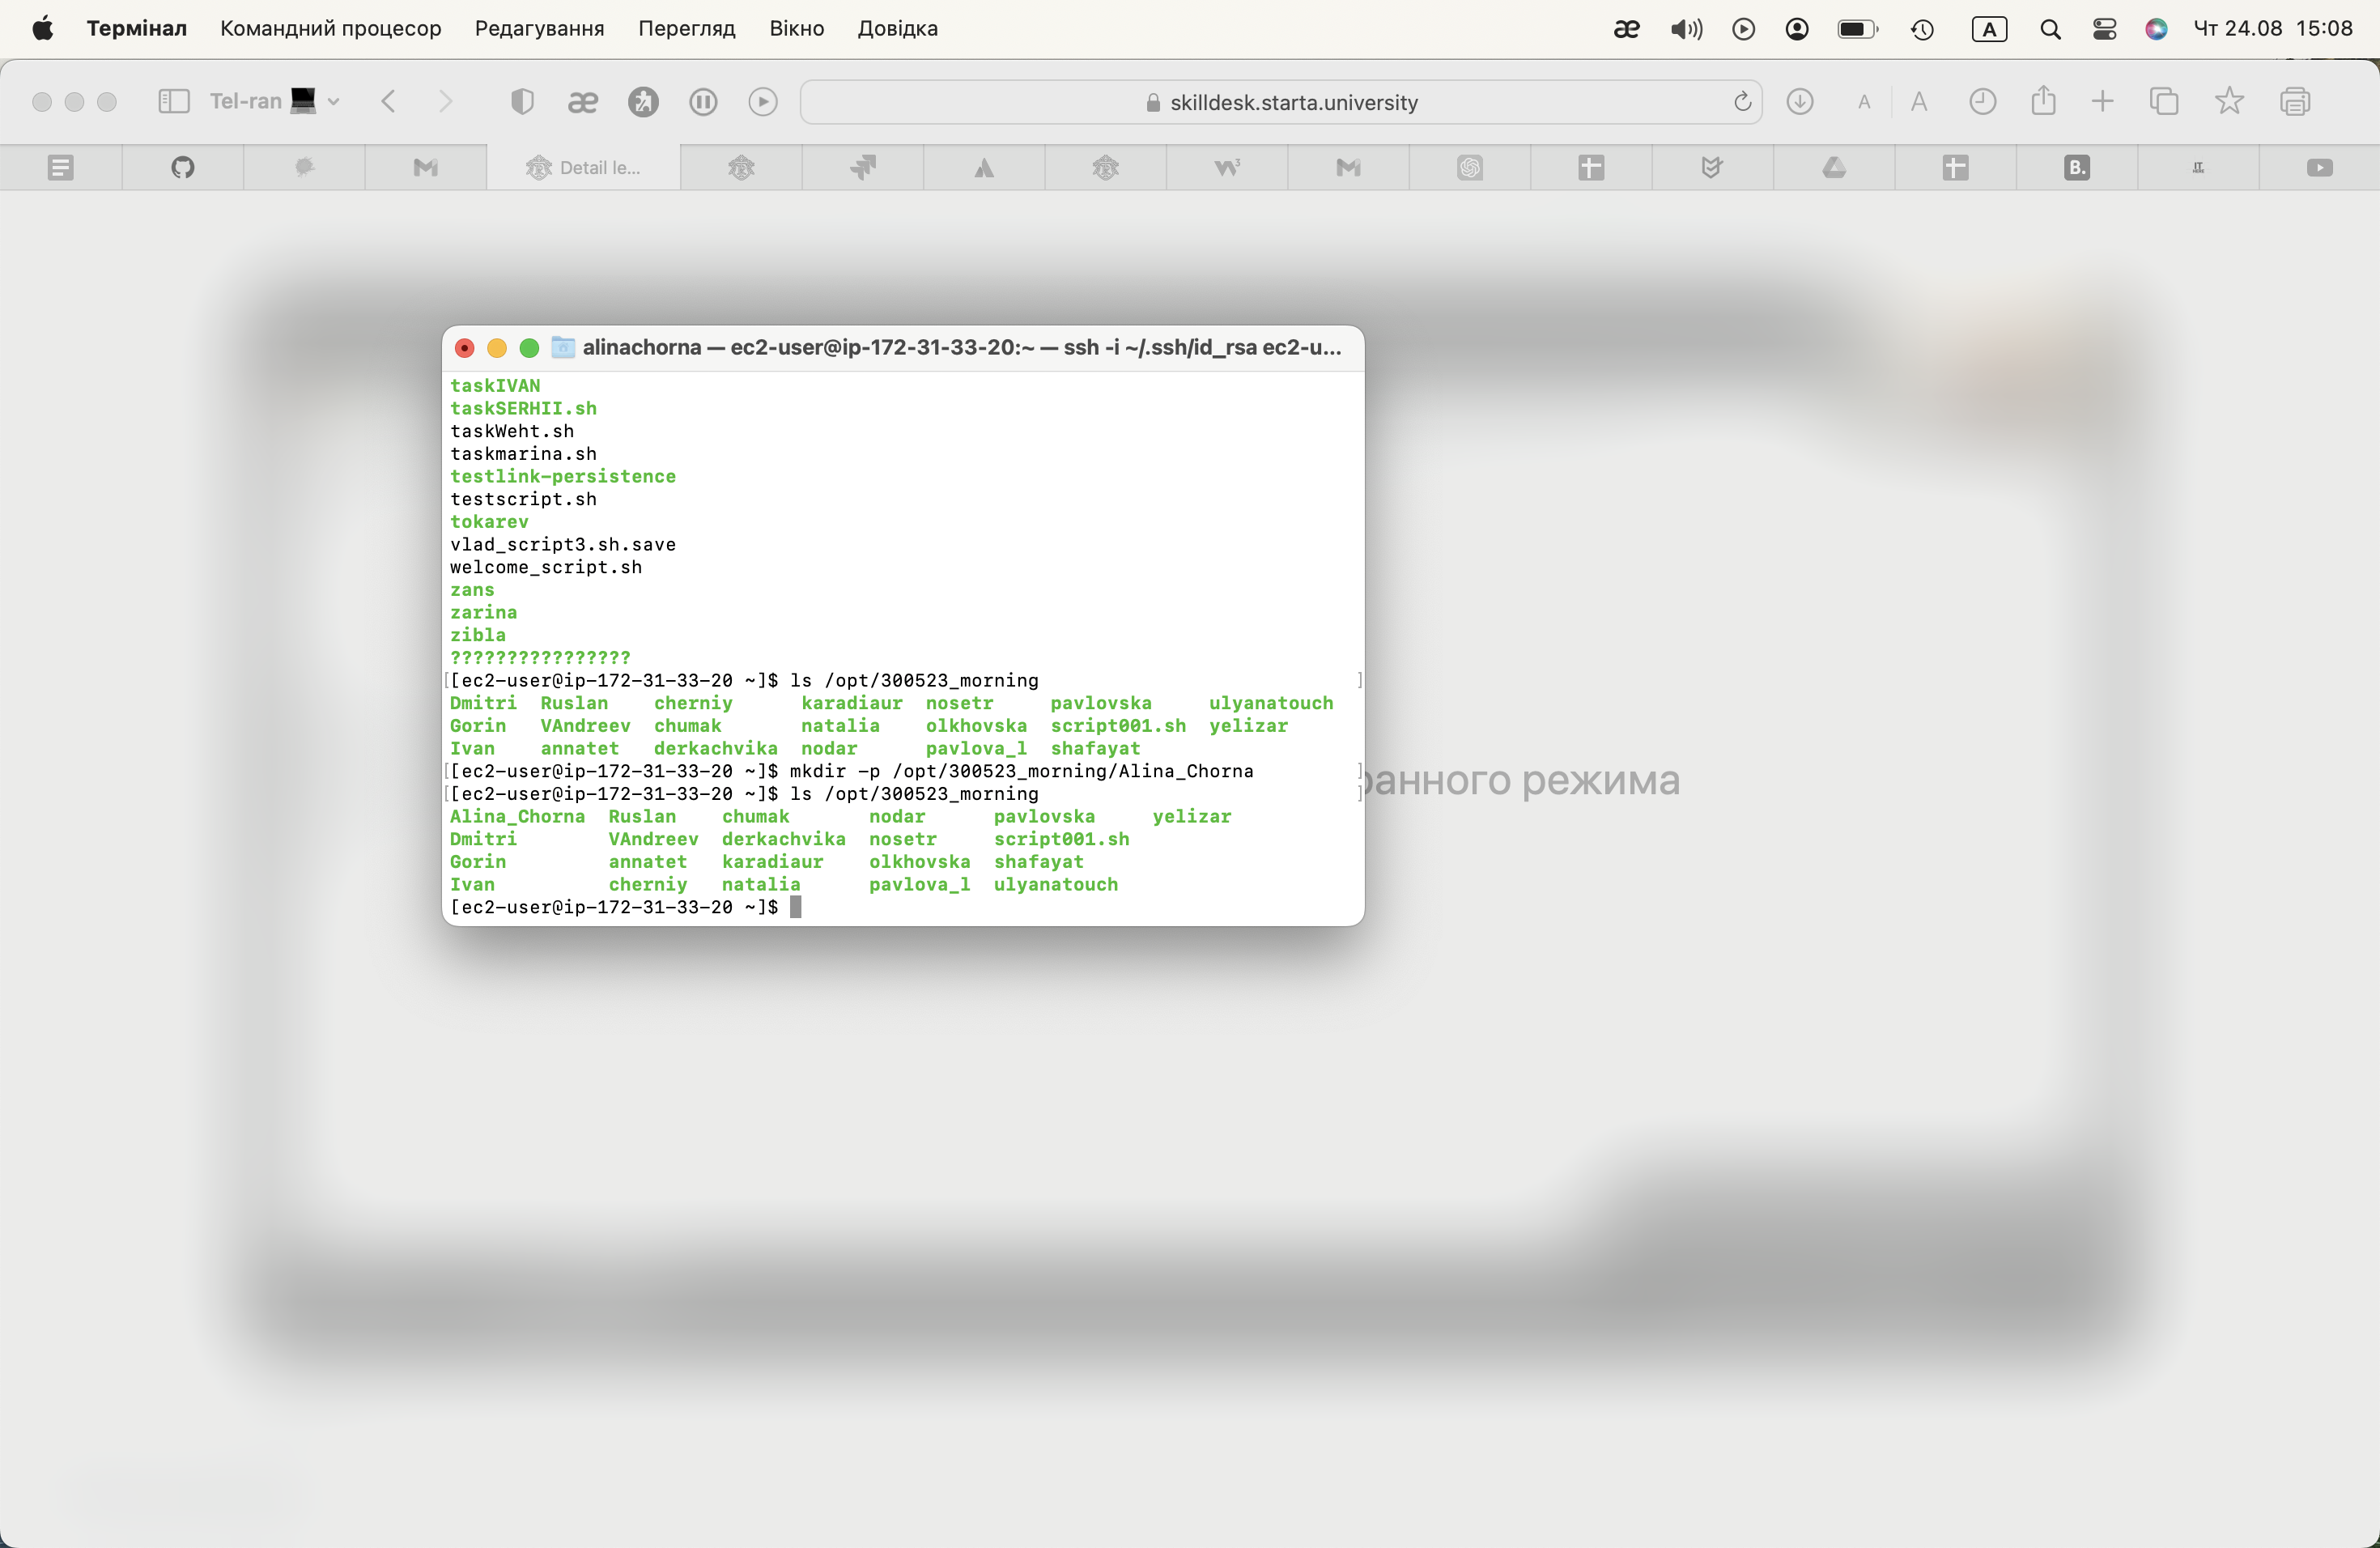 Термінал Командний процесор Редагування Перегляд Вікно Довідка æ A Чт 24.08 15:08
Tel-ran æ skilldesk.starta.university A A
Detail le... W3 B. IT
alinachorna — ec2-user@ip-172-31-33-20:~ — ssh -i ~/.ssh/id_rsa ec2-u...
taskIVAN
taskSERHII.sh
taskWeht.sh
taskmarina.sh
testlink-persistence
testscript.sh
tokarev
vlad_script3.sh.save
welcome_script.sh
zans
zarina
zibla
????????????????
[[ec2-user@ip-172-31-33-20 ~]$ ls /opt/300523_morning ]
Dmitri Ruslan cherniy karadiaur nosetr pavlovska ulyanatouch
Gorin VAndreev chumak natalia olkhovska script001.sh yelizar
Ivan annatet derkachvika nodar pavlova_l shafayat
[[ec2-user@ip-172-31-33-20 ~]$ mkdir -p /opt/300523_morning/Alina_Chorna ]
[[ec2-user@ip-172-31-33-20 ~]$ ls /opt/300523_morning ]
Alina_Chorna Ruslan chumak nodar pavlovska yelizar
Dmitri VAndreev derkachvika nosetr script001.sh
Gorin annatet karadiaur olkhovska shafayat
Ivan cherniy natalia pavlova_l ulyanatouch
[ec2-user@ip-172-31-33-20 ~]$
ранного режима